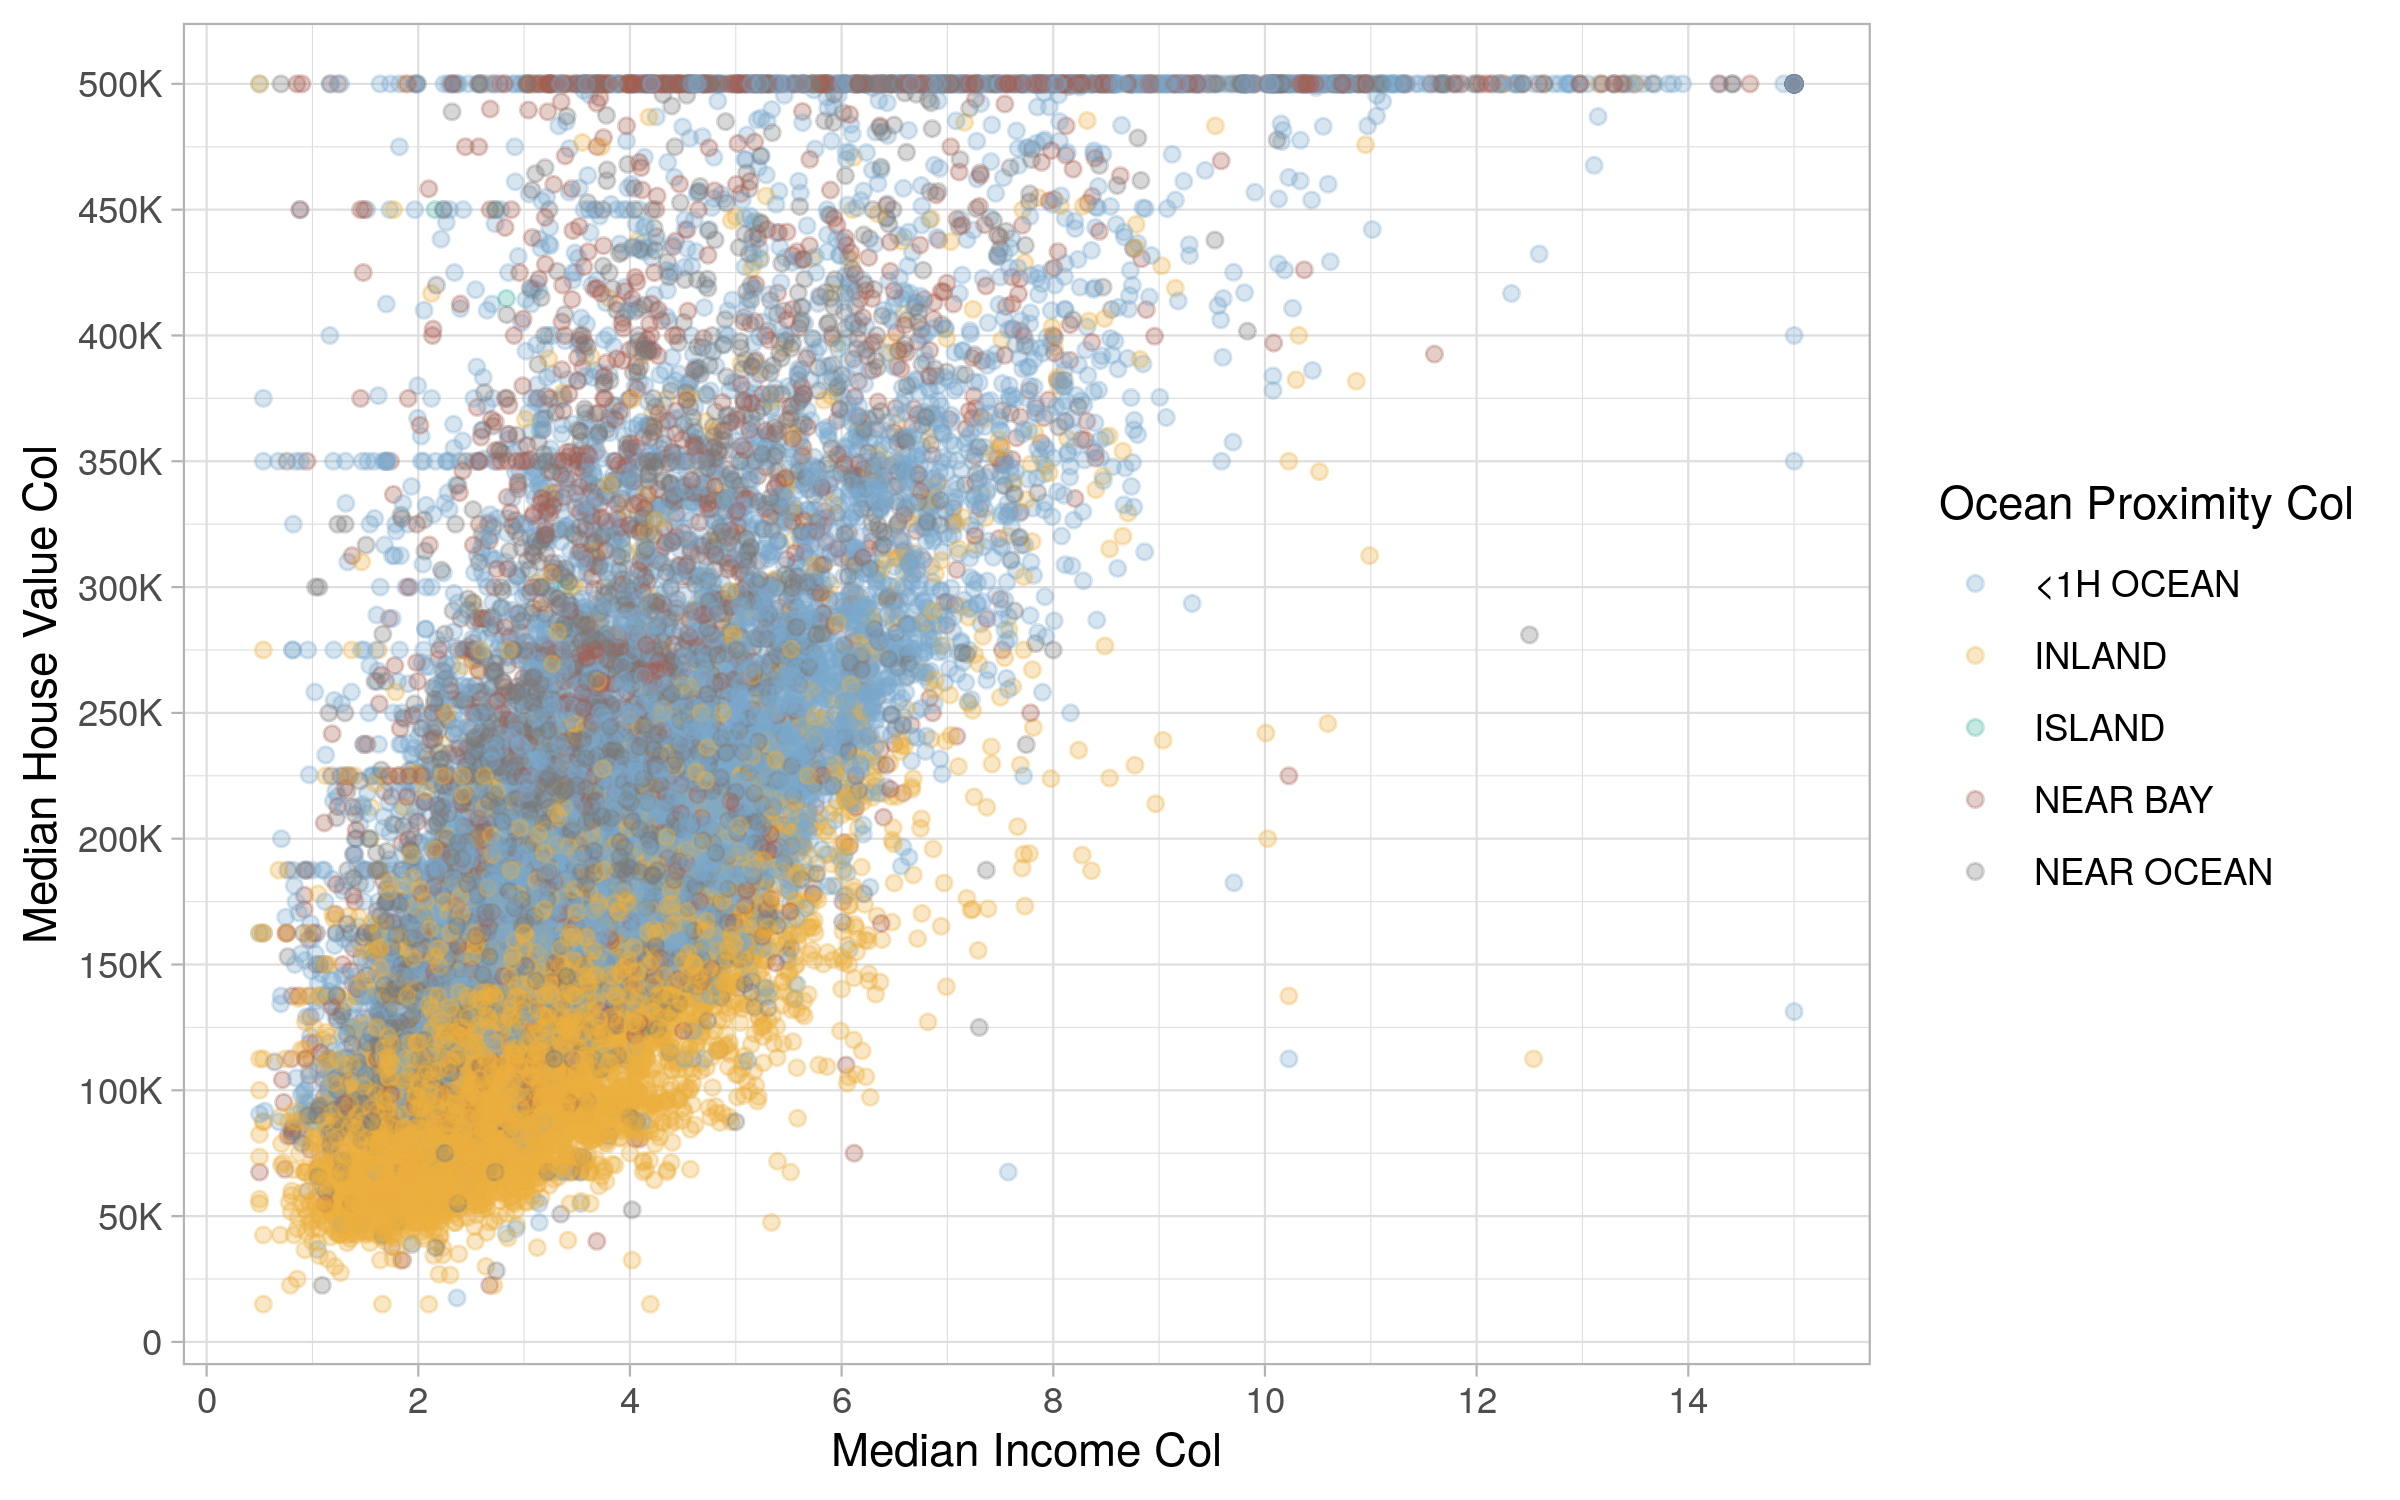 500K
450K
400K
350K
300K
250K
200K
150K
100K
50K
0
0 2 4 6 8 10 12 14
Median House Value Col
Median Income Col
Ocean Proximity Col
<1H OCEAN
INLAND
ISLAND
NEAR BAY
NEAR OCEAN